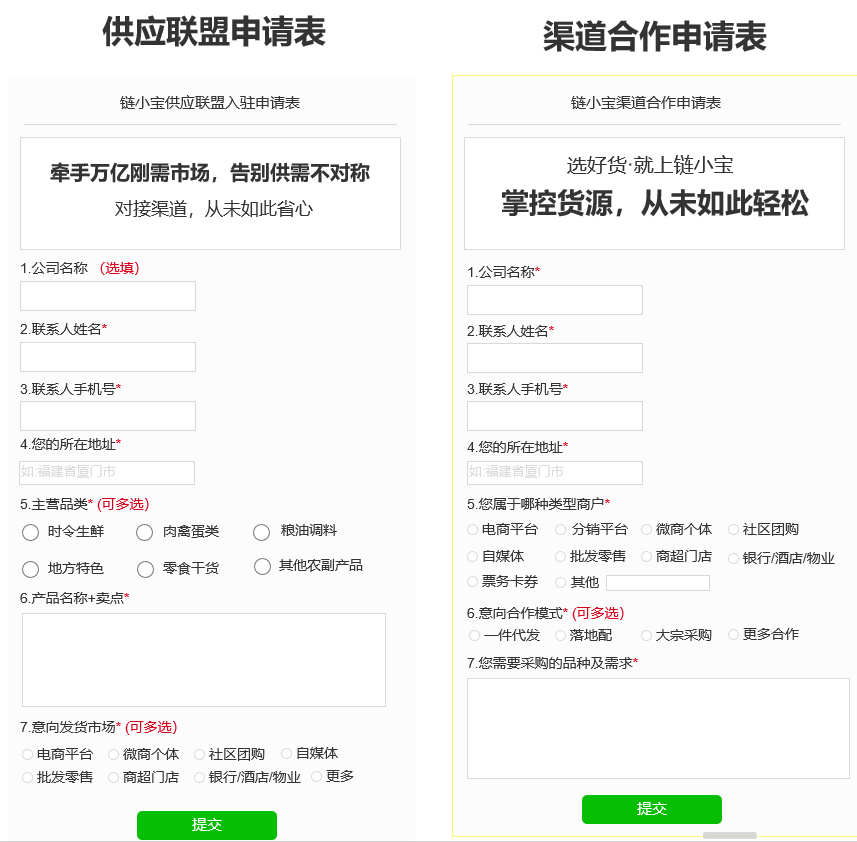 供应联盟申请表
链小宝供应联盟入驻申请表
牵手万亿刚需市场，告别供需不对称
对接渠道，从未如此省心
1.公司名称 （选填）
2.联系人姓名*
3.联系人手机号*
4.您的所在地址*
如:福建省厦门市
5.主营品类* (可多选)
时令生鲜 肉禽蛋类 粮油调料
地方特色 零食干货 其他农副产品
6.产品名称+卖点*
7.意向发货市场* (可多选)
电商平台 微商个体 社区团购 自媒体
批发零售 商超门店 银行/酒店/物业 更多
提交
渠道合作申请表
链小宝渠道合作申请表
选好货·就上链小宝
掌控货源，从未如此轻松
1.公司名称*
2.联系人姓名*
3.联系人手机号*
4.您的所在地址*
如:福建省厦门市
5.您属于哪种类型商户*
电商平台 分销平台 微商个体 社区团购
自媒体 批发零售 商超门店 银行/酒店/物业
票务卡券 其他
6.意向合作模式* (可多选)
一件代发 落地配 大宗采购 更多合作
7.您需要采购的品种及需求*
提交